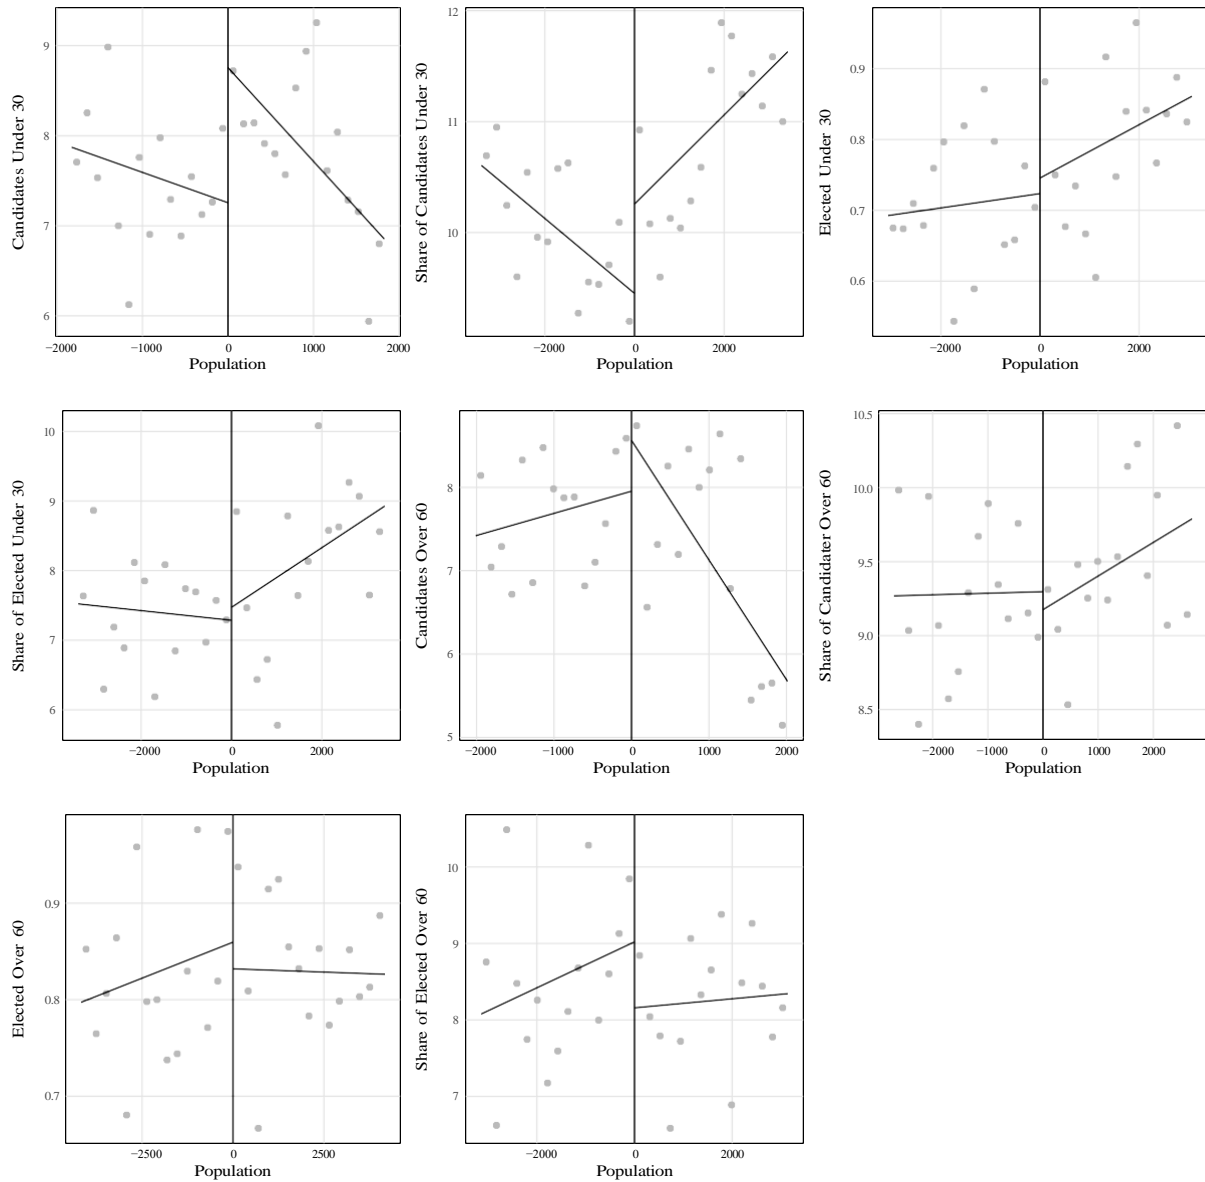 Candidates Under 30
9
8
7
6
−2000 −1000 0 1000 2000
Population
Share of Candidates Under 30
12
11
10
−2000 0 2000
Population
Elected Under 30
0.9
0.8
0.7
0.6
−2000 0 2000
Population
Share of Elected Under 30
10
9
8
7
6
−2000 0 2000
Population
Candidates Over 60
8
7
6
5
−2000 −1000 0 1000 2000
Population
Share of Candidater Over 60
10.5
10.0
9.5
9.0
8.5
−2000 −1000 0 1000 2000
Population
Elected Over 60
0.9
0.8
0.7
−2500 0 2500
Population
Share of Elected Over 60
10
9
8
7
−2000 0 2000
Population